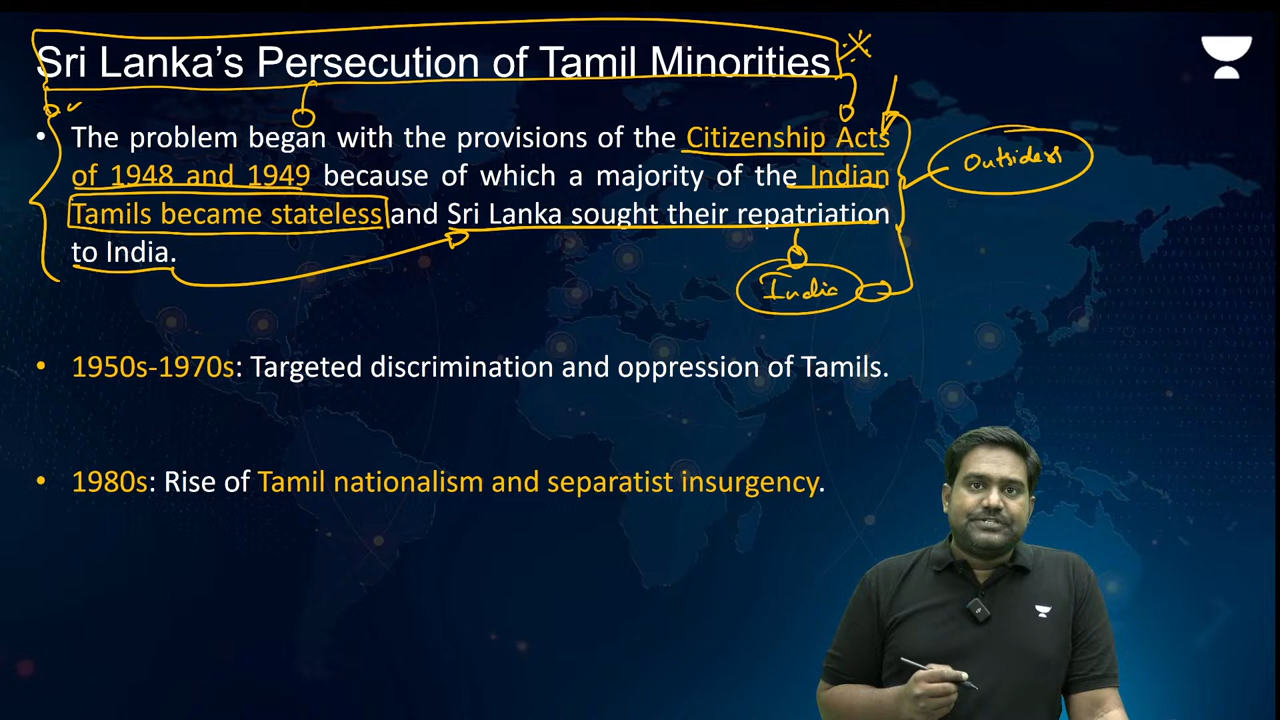 Sri Lanka’s Persecution of Tamil Minorities
• The problem began with the provisions of the Citizenship Acts
of 1948 and 1949 because of which a majority of the Indian
Tamils became stateless and Sri Lanka sought their repatriation
to India.
Outsiders
India
• 1950s-1970s: Targeted discrimination and oppression of Tamils.
• 1980s: Rise of Tamil nationalism and separatist insurgency.